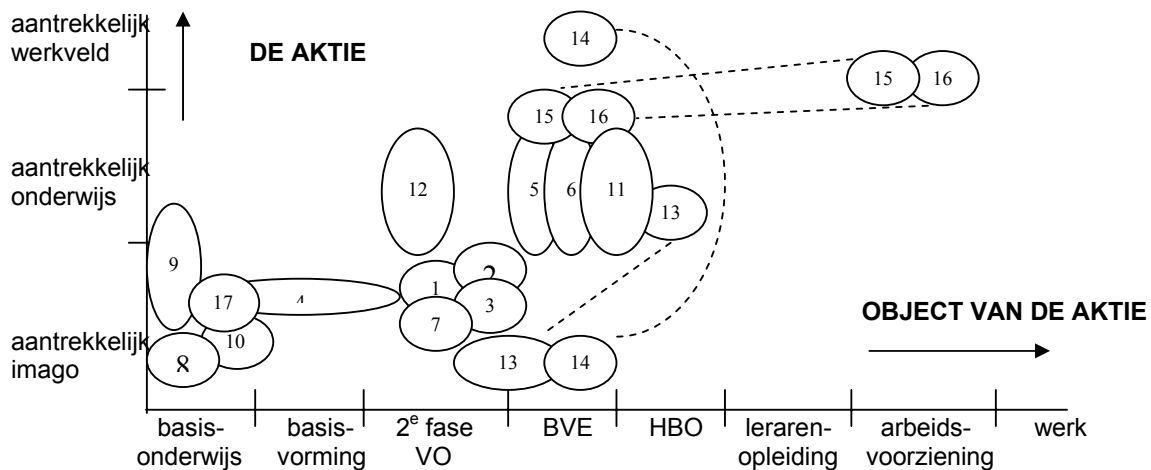 aantrekkelijk
werkveld
DE AKTIE
14
15
16
15
16
aantrekkelijk
onderwijs
12
5
6
11
13
9
2
1
17
4
3
7
OBJECT VAN DE AKTIE
aantrekkelijk
imago
10
8
13
14
basis-
onderwijs
basis-
vorming
2e fase
VO
BVE
HBO
leraren-
opleiding
arbeids-
voorziening
werk